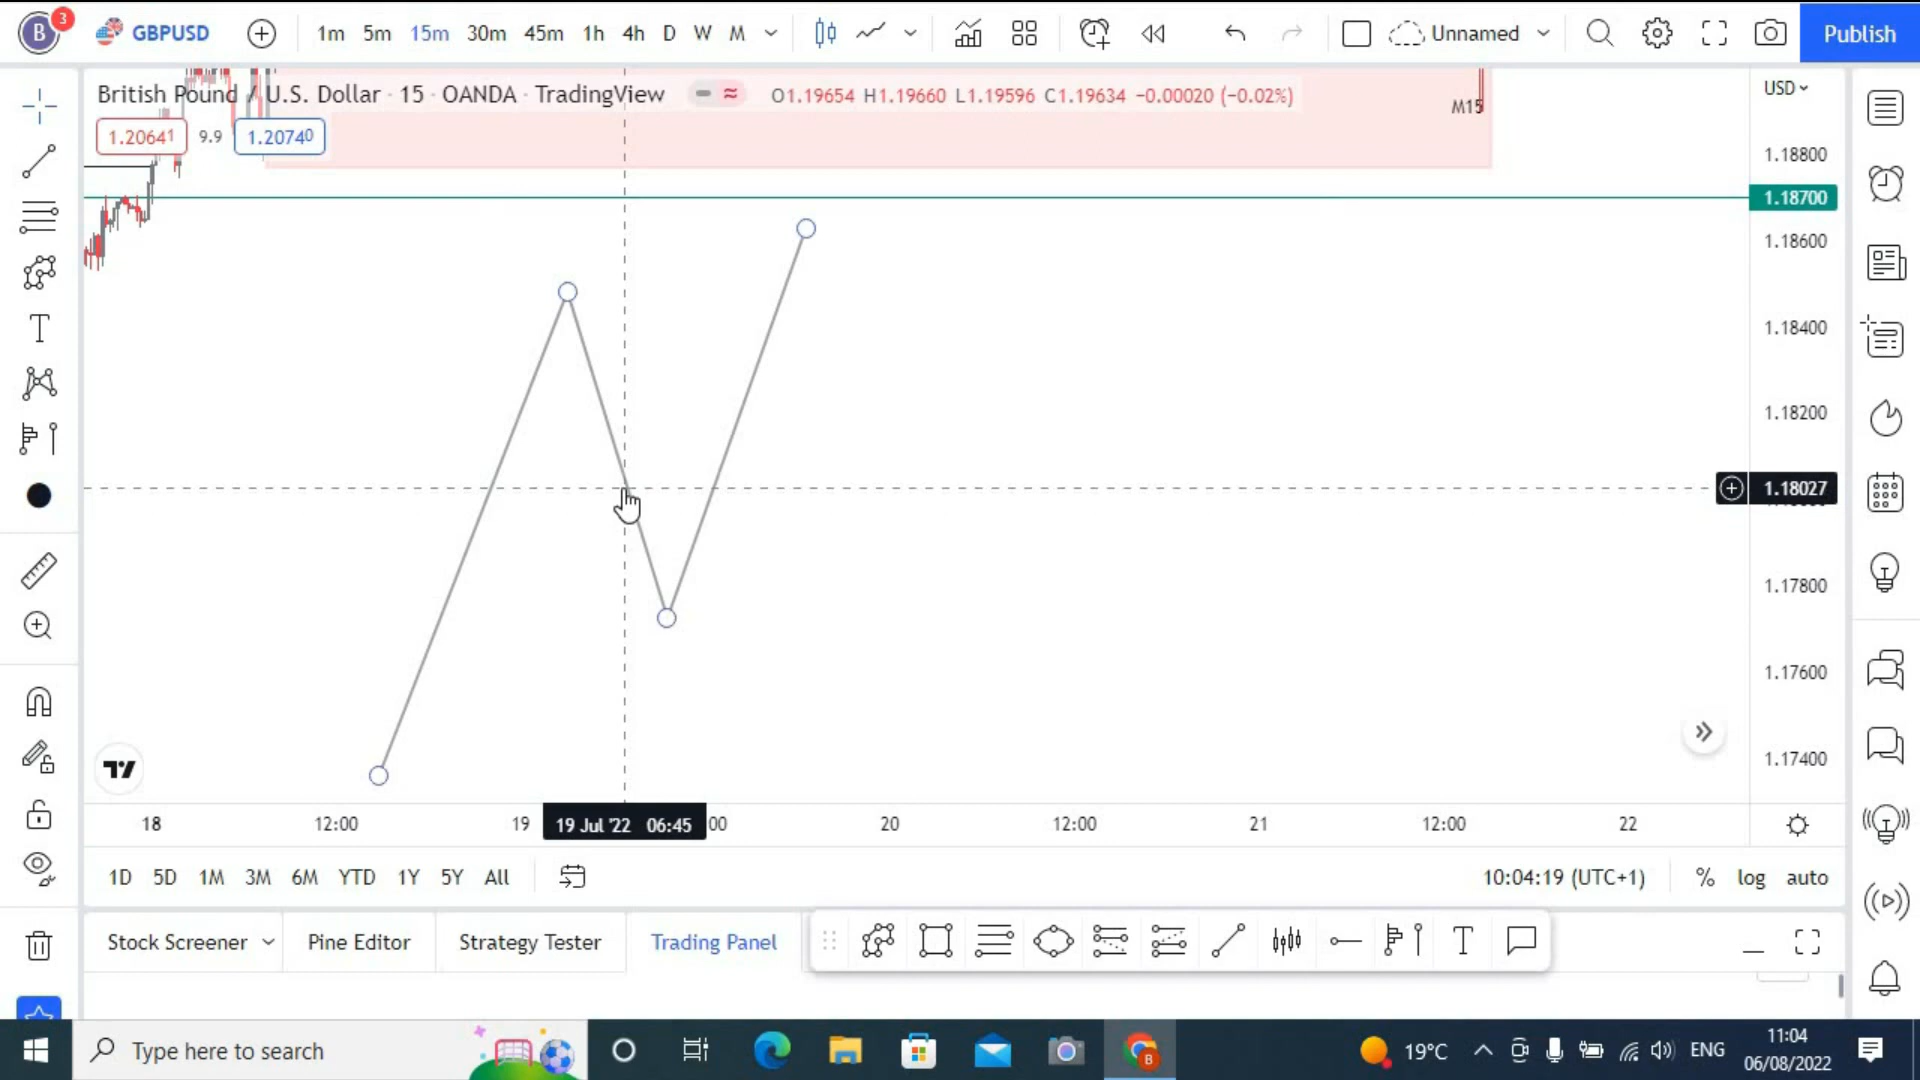 B 3 GBPUSD 1m 5m 15m 30m 45m 1h 4h D W M Unnamed Publish
British Pound / U.S. Dollar · 15 · OANDA · TradingView O1.19654 H1.19660 L1.19596 C1.19634 −0.00020 (−0.02%)
M15
USD
1.20641 9.9 1.20740
1.18800
1.18700
1.18600
1.18400
1.18200
1.18027
1.17800
1.17600
1.17400
18 12:00 19 19 Jul '22 06:45 00 20 12:00 21 12:00 22
1D 5D 1M 3M 6M YTD 1Y 5Y All 10:04:19 (UTC+1) % log auto
Stock Screener Pine Editor Strategy Tester Trading Panel
Type here to search 19°C ENG 11:04
06/08/2022